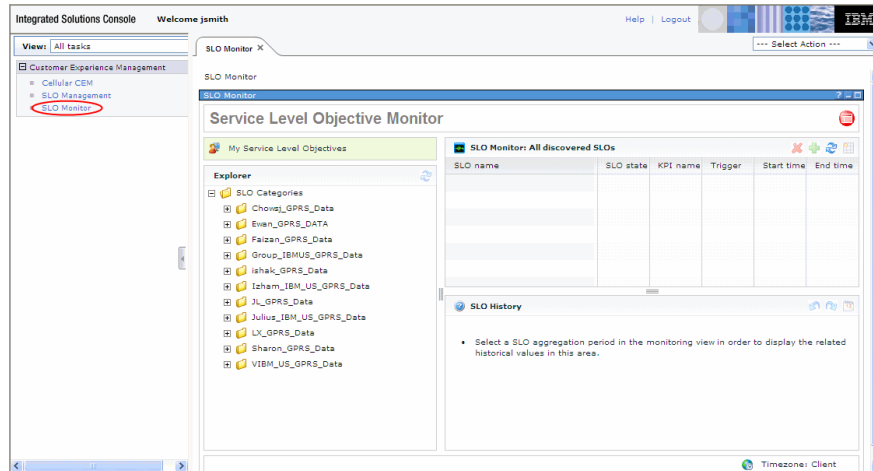 Integrated Solutions Console Welcome jsmith Help | Logout IBM
View: All tasks
SLO Monitor X
--- Select Action ---
Customer Experience Management
Cellular CEM
SLO Management
SLO Monitor
SLO Monitor
SLO Monitor
Service Level Objective Monitor
My Service Level Objectives
Explorer
SLO Categories
Chowsj_GPRS_Data
Ewan_GPRS_DATA
Faizan_GPRS_Data
Group_IBMUS_GPRS_Data
ishak_GPRS_Data
Izham_IBM_US_GPRS_Data
JL_GPRS_Data
Julius_IBM_US_GPRS_Data
LX_GPRS_Data
Sharon_GPRS_Data
VIBM_US_GPRS_Data
SLO Monitor: All discovered SLOs
SLO name SLO state KPI name Trigger Start time End time
SLO History
Select a SLO aggregation period in the monitoring view in order to display the related
historical values in this area.
Timezone: Client